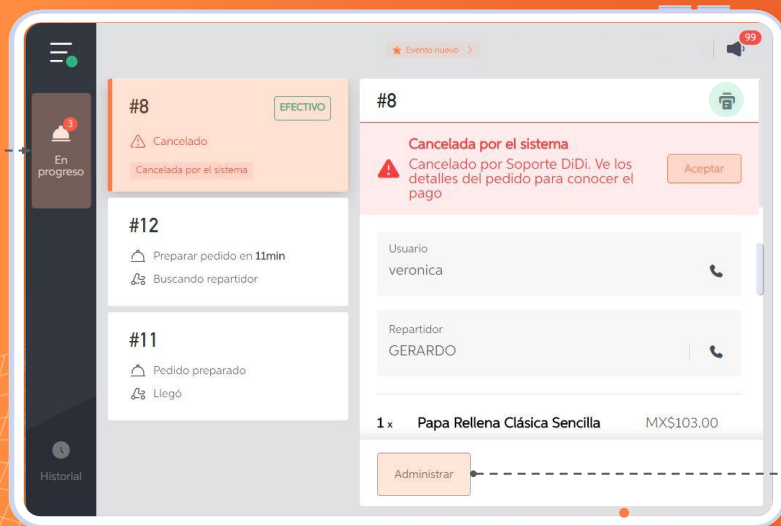 Evento nuevo
99
3
En
progreso
Historial
#8
EFECTIVO
Cancelado
Cancelada por el sistema
#12
Preparar pedido en 11min
Buscando repartidor
#11
Pedido preparado
Llegó
#8
Cancelada por el sistema
Cancelado por Soporte DiDi. Ve los
detalles del pedido para conocer el
pago
Aceptar
Usuario
veronica
Repartidor
GERARDO
1 x Papa Rellena Clásica Sencilla MX$103.00
Administrar